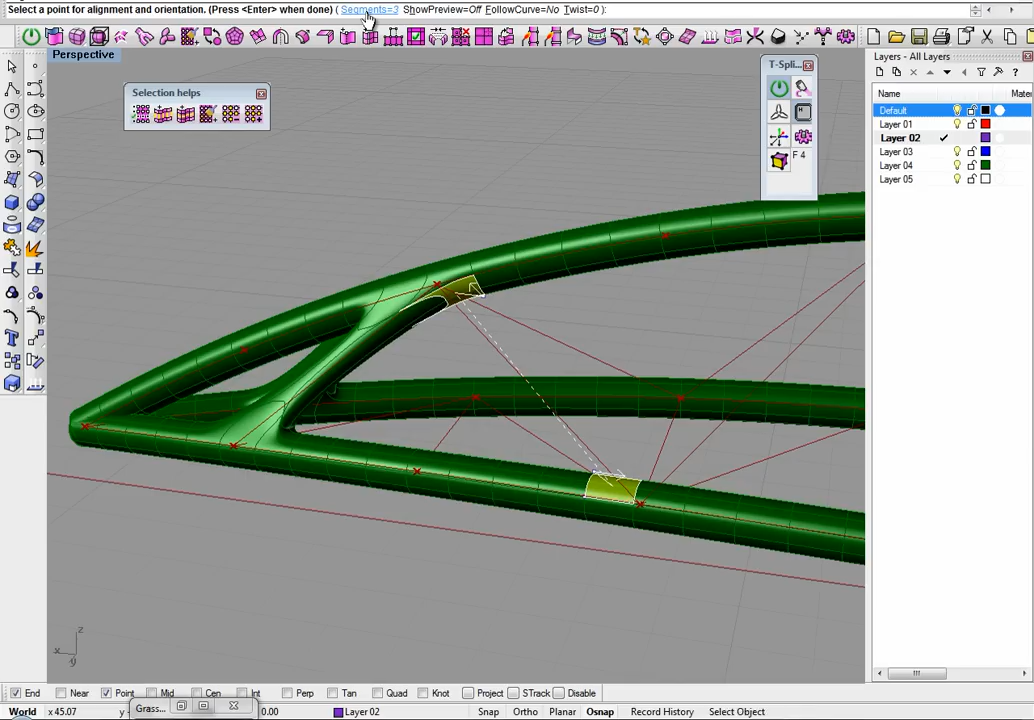 Select a point for alignment and orientation. (Press <Enter> when done) ( Segments=3 ShowPreview=Off FollowCurve=No Twist=0 ):
Perspective
Selection helps
T-Spli...
F 4
Layers - All Layers
Name
Mater
Default
Layer 01
Layer 02
Layer 03
Layer 04
Layer 05
z
x
End Near Point Mid Cen Int Perp Tan Quad Knot Project STrack Disable
World x 45.07 y 0.00 Layer 02 Snap Ortho Planar Osnap Record History Select Object
Grass...